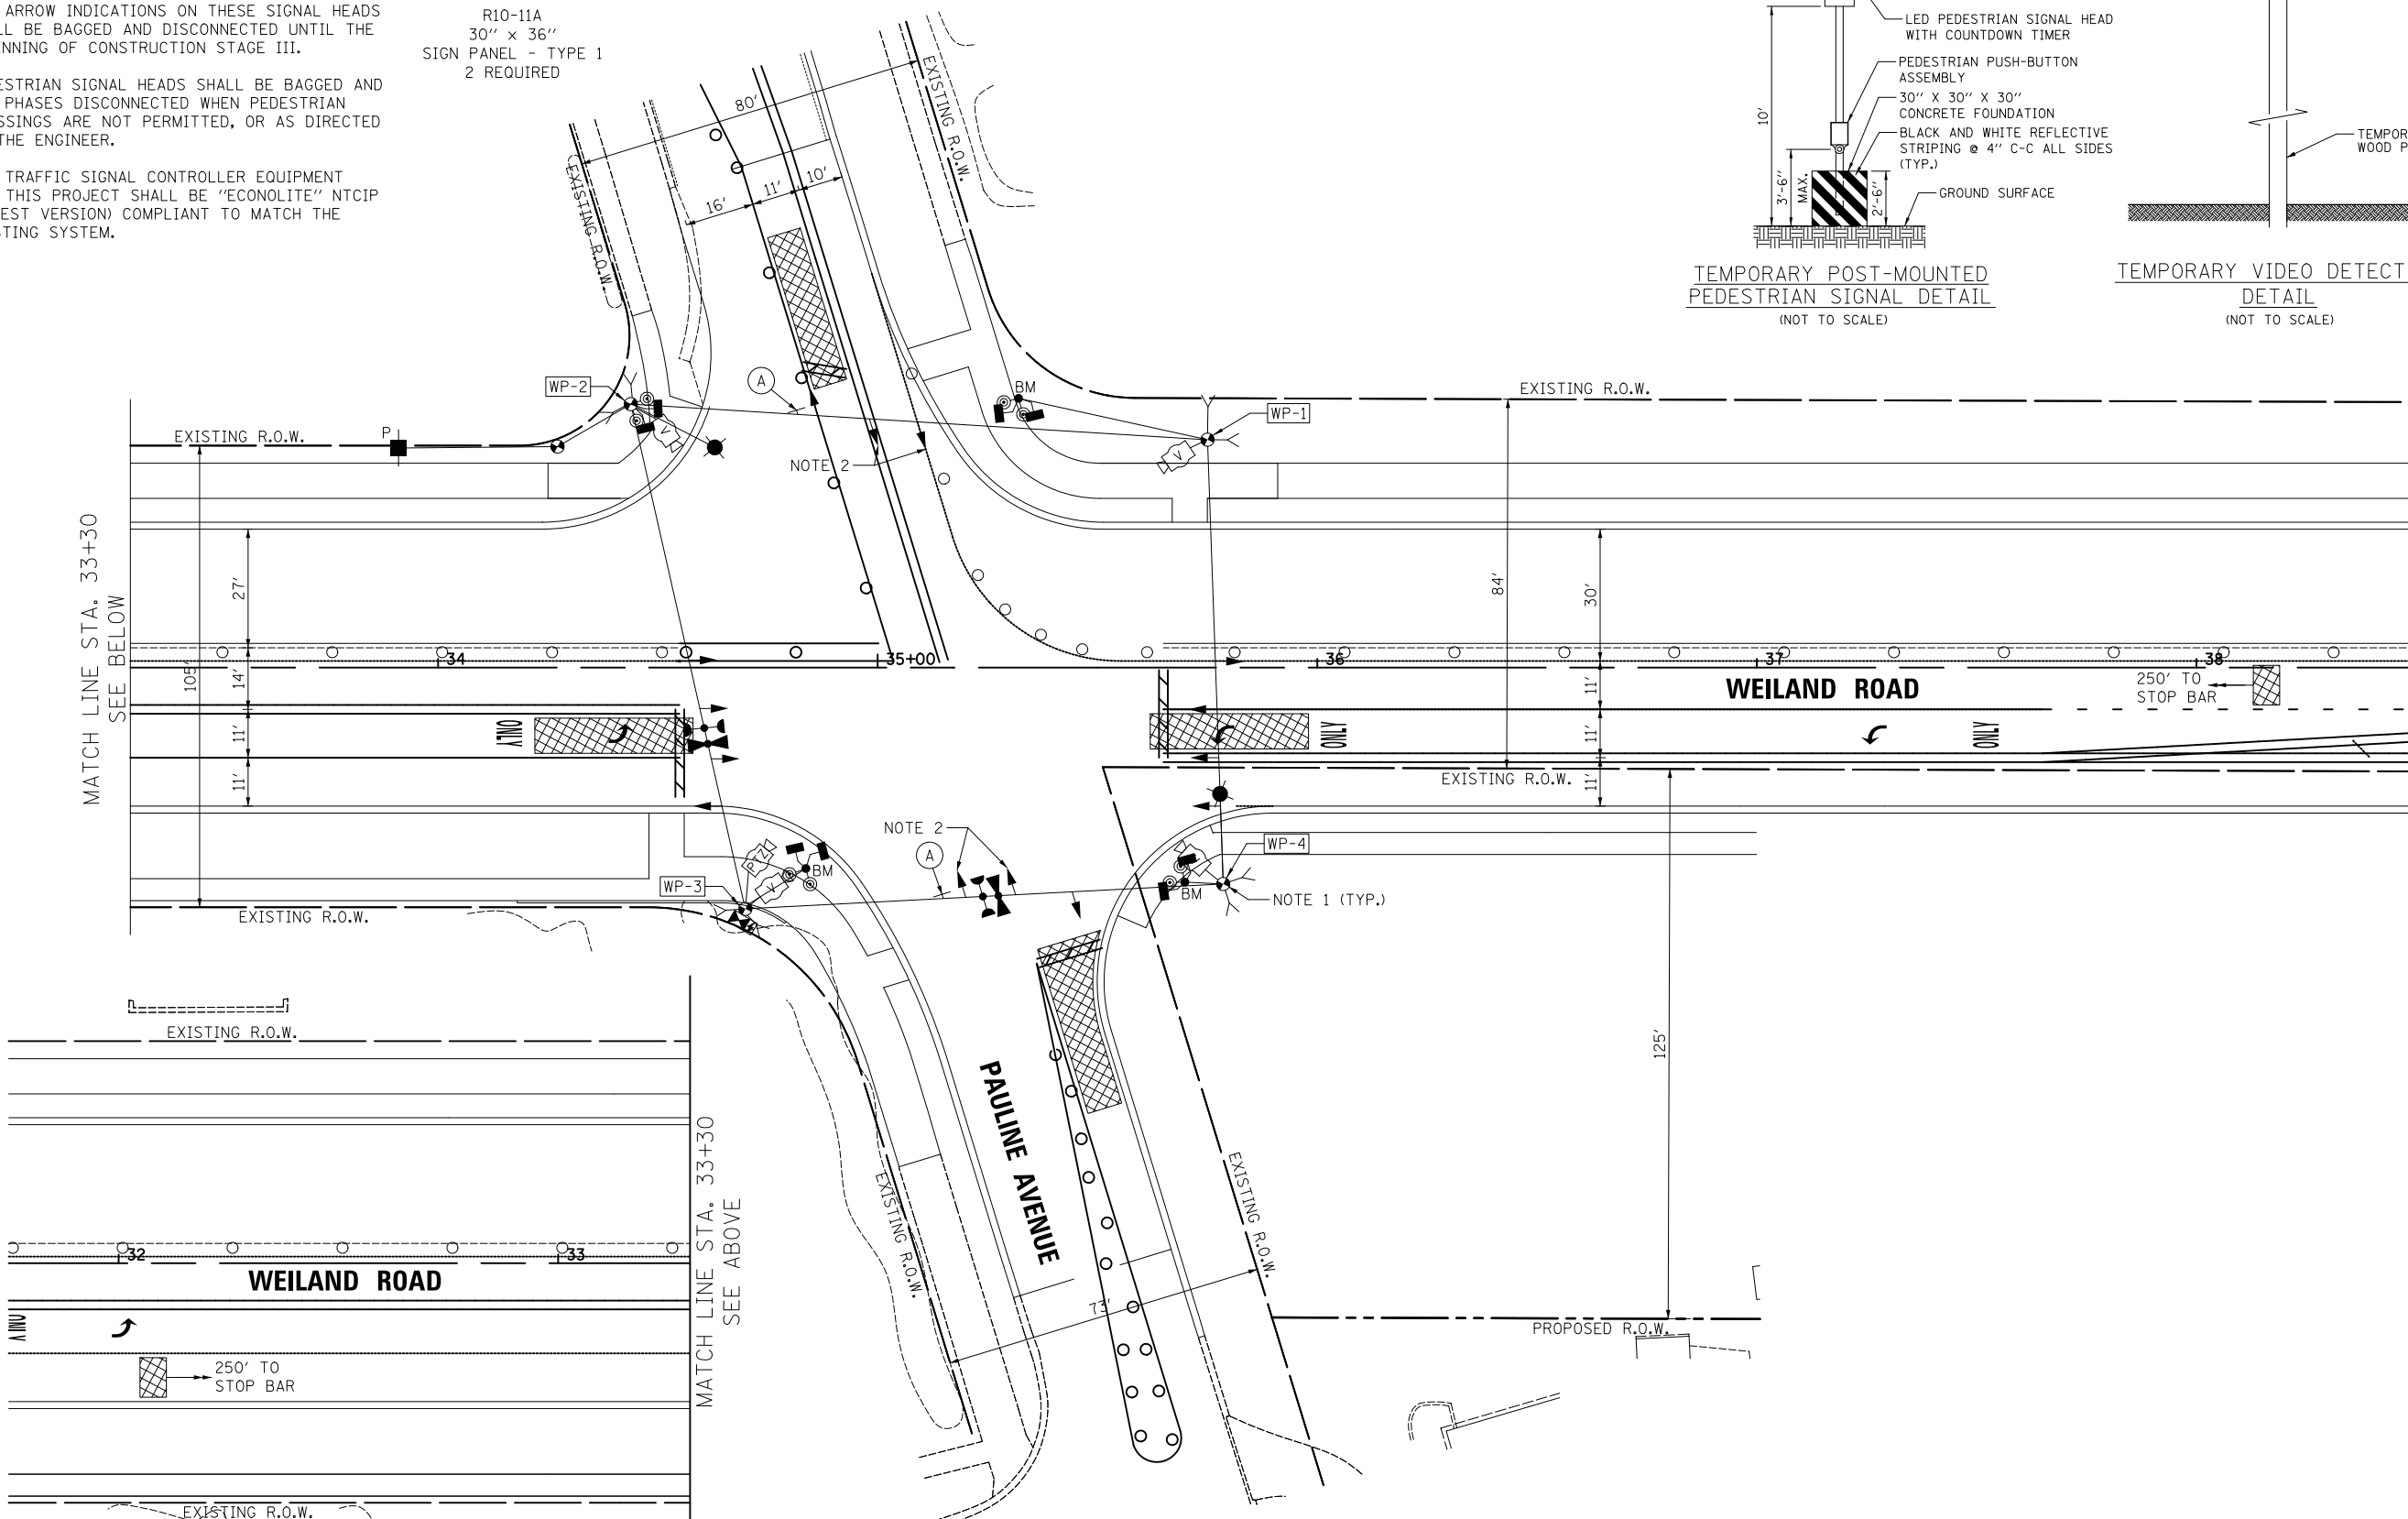 ARROW INDICATIONS ON THESE SIGNAL HEADS
BE BAGGED AND DISCONNECTED UNTIL THE
OF CONSTRUCTION STAGE III.
SIGNAL HEADS SHALL BE BAGGED AND
PHASES DISCONNECTED WHEN PEDESTRIAN
ARE NOT PERMITTED, OR AS DIRECTED
THE ENGINEER.
TRAFFIC SIGNAL CONTROLLER EQUIPMENT
THIS PROJECT SHALL BE "ECONOLITE" NTCIP
VERSION) COMPLIANT TO MATCH THE
SYSTEM.
R10-11A
30" x 36"
SIGN PANEL - TYPE 1
2 REQUIRED
LED PEDESTRIAN SIGNAL HEAD
WITH COUNTDOWN TIMER
PEDESTRIAN PUSH-BUTTON
ASSEMBLY
30" X 30" X 30"
CONCRETE FOUNDATION
BLACK AND WHITE REFLECTIVE
STRIPING @ 4" C-C ALL SIDES
(TYP.)
GROUND SURFACE
10'
3'-6"
MAX.
2'-6"
TEMPORARY POST-MOUNTED
PEDESTRIAN SIGNAL DETAIL
(NOT TO SCALE)
TEMPOR
WOOD P
TEMPORARY VIDEO DETECT
DETAIL
(NOT TO SCALE)
80'
16'
11'
10'
EXISTING R.O.W.
EXISTING R.O.W.
WP-2
A
BM
WP-1
EXISTING R.O.W.
EXISTING R.O.W.
P
V
V
NOTE 2
MATCH LINE STA. 33+30
SEE BELOW
27'
105'
14'
11'
11'
84'
30'
11'
11'
11'
34
35+00
36
37
38
WEILAND ROAD
250' TO
STOP BAR
ONLY
ONLY
ONLY
EXISTING R.O.W.
NOTE 2
A
WP-3
PTZ
V
BM
WP-4
BM
NOTE 1 (TYP.)
EXISTING R.O.W.
125'
PAULINE AVENUE
EXISTING R.O.W.
EXISTING R.O.W.
73'
PROPOSED R.O.W.
EXISTING R.O.W.
MATCH LINE STA. 33+30
SEE ABOVE
32
33
WEILAND ROAD
ONLY
250' TO
STOP BAR
EXISTING R.O.W.